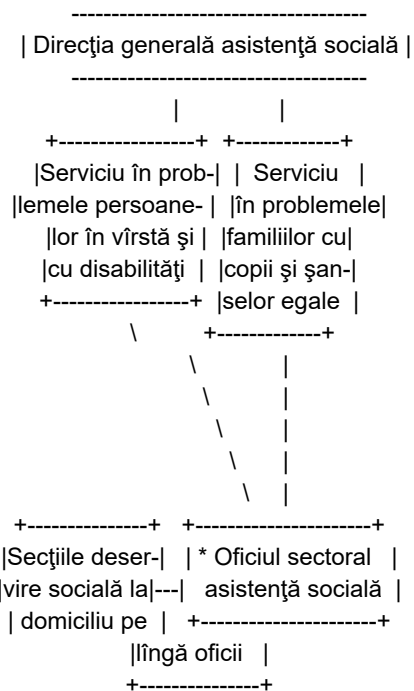 -------------------------------------
| Direcţia generală asistenţă socială |
-------------------------------------
| |
+-----------------+ +-------------+
|Serviciu în prob-| | Serviciu |
|lemele persoane- | |în problemele|
|lor în vîrstă şi | |familiilor cu|
|cu disabilităţi | |copii şi şan-|
+-----------------+ |selor egale |
\ +-------------+
\ |
\ |
\ |
\ |
\ |
+---------------+ +----------------------+
|Secţiile deser-| | * Oficiul sectoral |
|vire socială la|---| asistenţă socială |
| domiciliu pe | +----------------------+
|lîngă oficii |
+---------------+